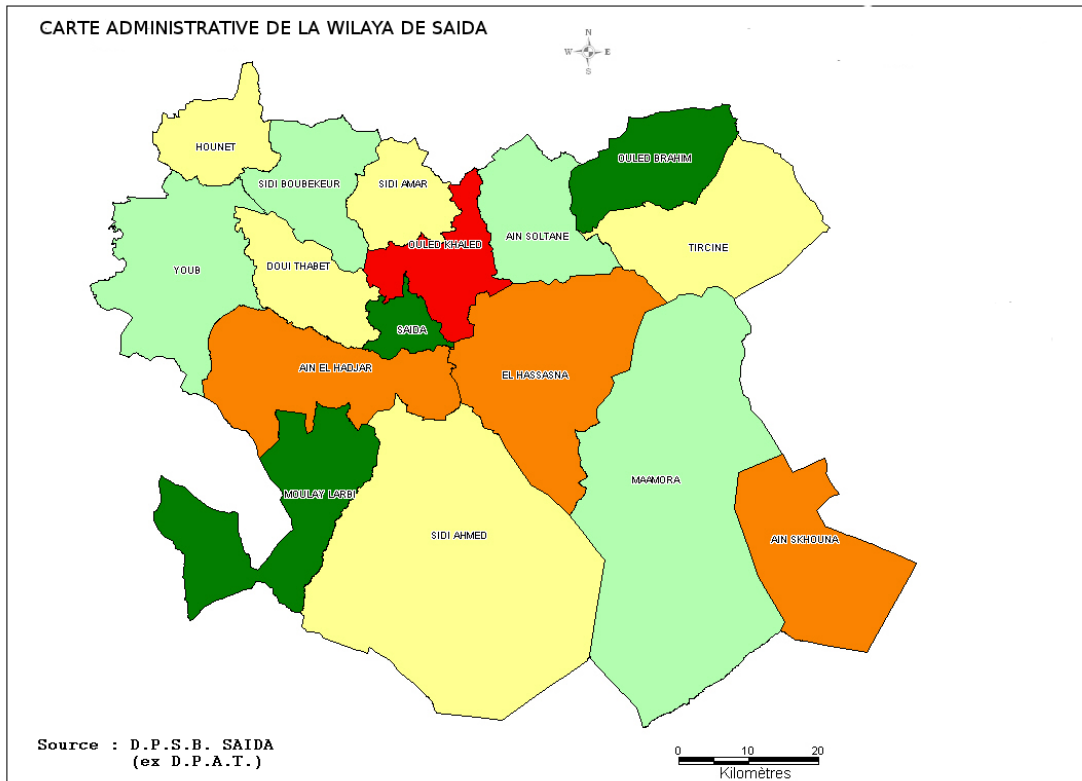 CARTE ADMINISTRATIVE DE LA WILAYA DE SAIDA
N
W E
S
HOUNET
SIDI BOUBEKEUR
SIDI AMAR
OULED BRAHIM
OULED KHALED
AIN SOLTANE
TIRCINE
YOUB
DOUI THABET
SAIDA
AIN EL HADJAR
EL HASSASNA
MAAMORA
MOULAY LARBI
SIDI AHMED
AIN SKHOUNA
Source : D.P.S.B. SAIDA
(ex D.P.A.T.)
0 10 20
Kilomètres